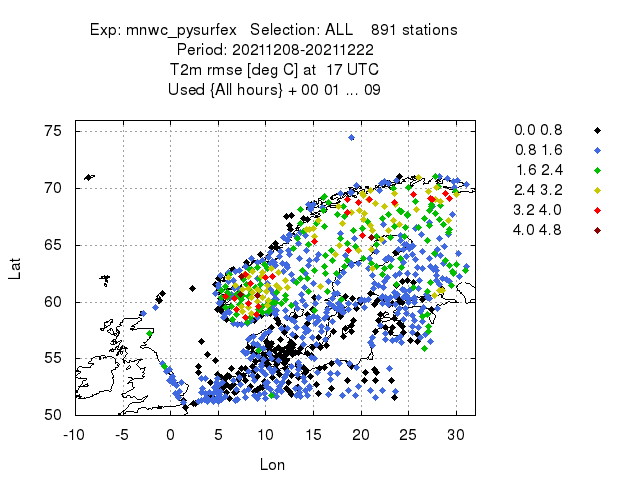 Exp: mnwc_pysurfex Selection: ALL 891 stations
Period: 20211208-20211222
T2m rmse [deg C] at 17 UTC
Used {All hours} + 00 01 ... 09
75
70
65
60
55
50
-10 -5 0 5 10 15 20 25 30
Lat
Lon
0.0 0.8
0.8 1.6
1.6 2.4
2.4 3.2
3.2 4.0
4.0 4.8